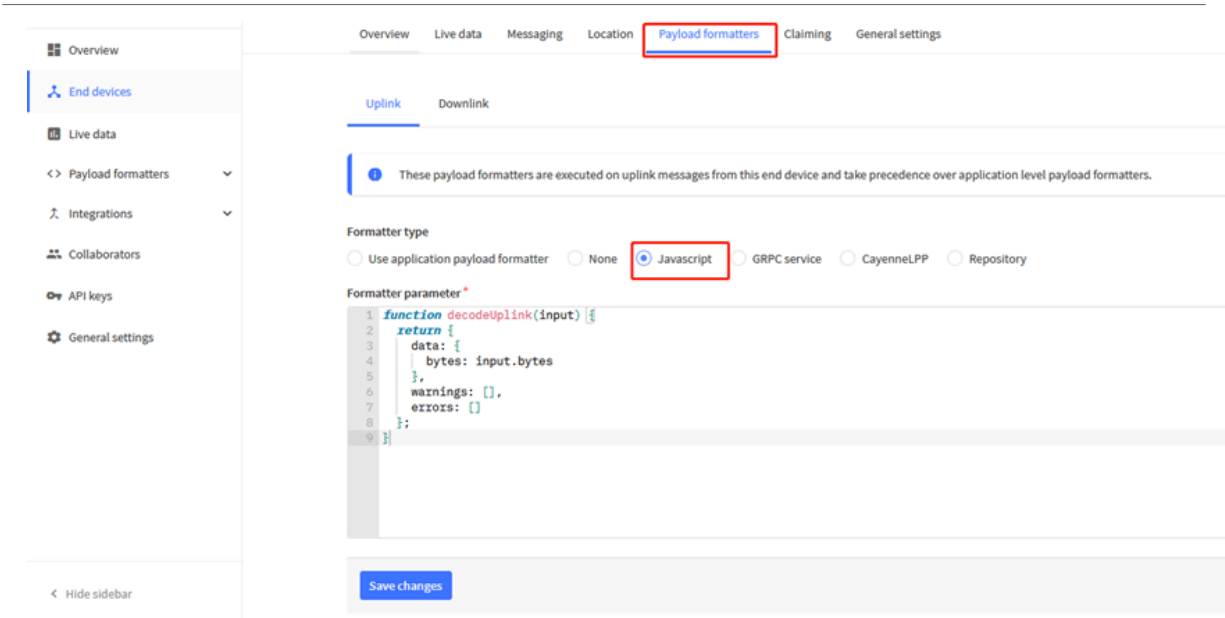 Overview Live data Messaging Location Payload formatters Claiming General settings
Overview
End devices
Live data
Payload formatters
Integrations
Collaborators
API keys
General settings
Hide sidebar
Uplink Downlink
These payload formatters are executed on uplink messages from this end device and take precedence over application level payload formatters.
Formatter type
Use application payload formatter None Javascript GRPC service CayenneLPP Repository
Formatter parameter*
1 function decodeUplink(input) {
2 return {
3 data: {
4 bytes: input.bytes
5 },
6 warnings: [],
7 errors: []
8 };
9 }
Save changes